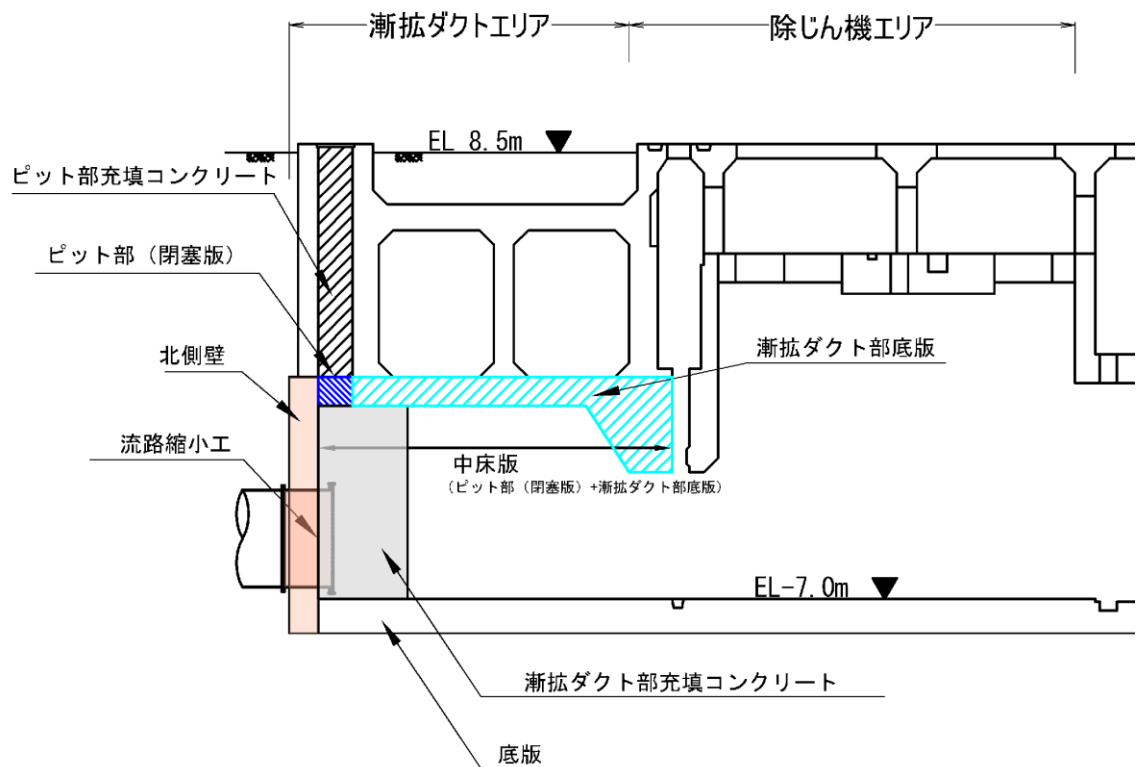 漸拡ダクトエリア
除じん機エリア
EL 8.5m
ピット部充填コンクリート
ピット部（閉塞版）
北側壁
漸拡ダクト部底版
流路縮小工
中床版
（ピット部（閉塞版）+漸拡ダクト部底版）
EL-7.0m
漸拡ダクト部充填コンクリート
底版